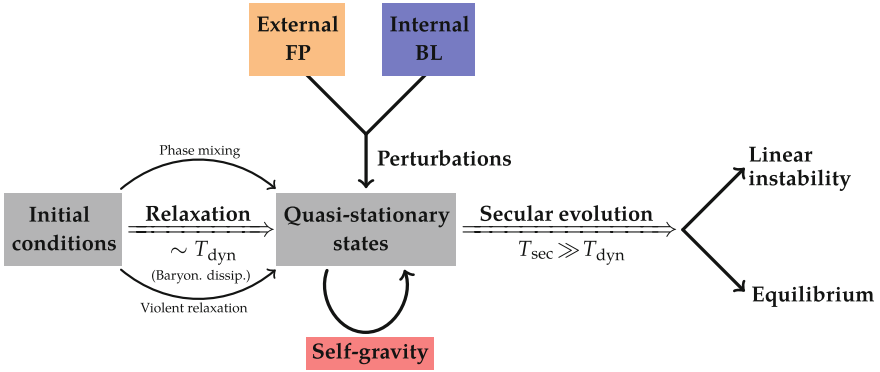 External
FP
Internal
BL
Perturbations
Phase mixing
Initial
conditions
Relaxation
∼ T_dyn
(Baryon. dissip.)
Violent relaxation
Quasi-stationary
states
Self-gravity
Secular evolution
T_sec ≫ T_dyn
Linear
instability
Equilibrium